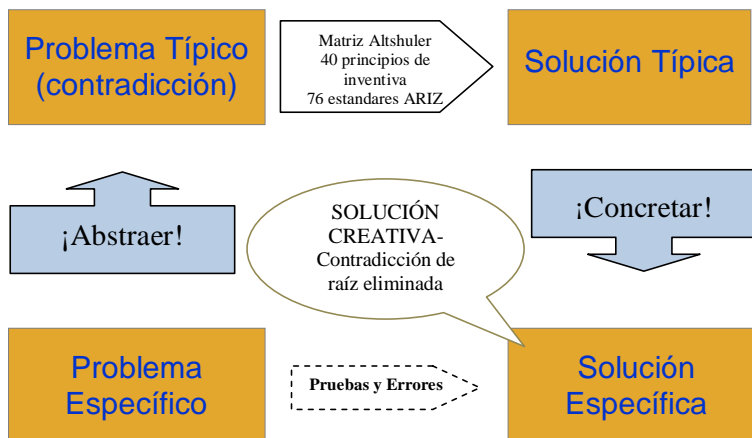 Problema Típico
(contradicción)
Matriz Altshuler
40 principios de
inventiva
76 estandares ARIZ
Solución Típica
¡Abstraer!
SOLUCIÓN
CREATIVA-
Contradicción de
raíz eliminada
¡Concretar!
Problema
Específico
Pruebas y Errores
Solución
Específica